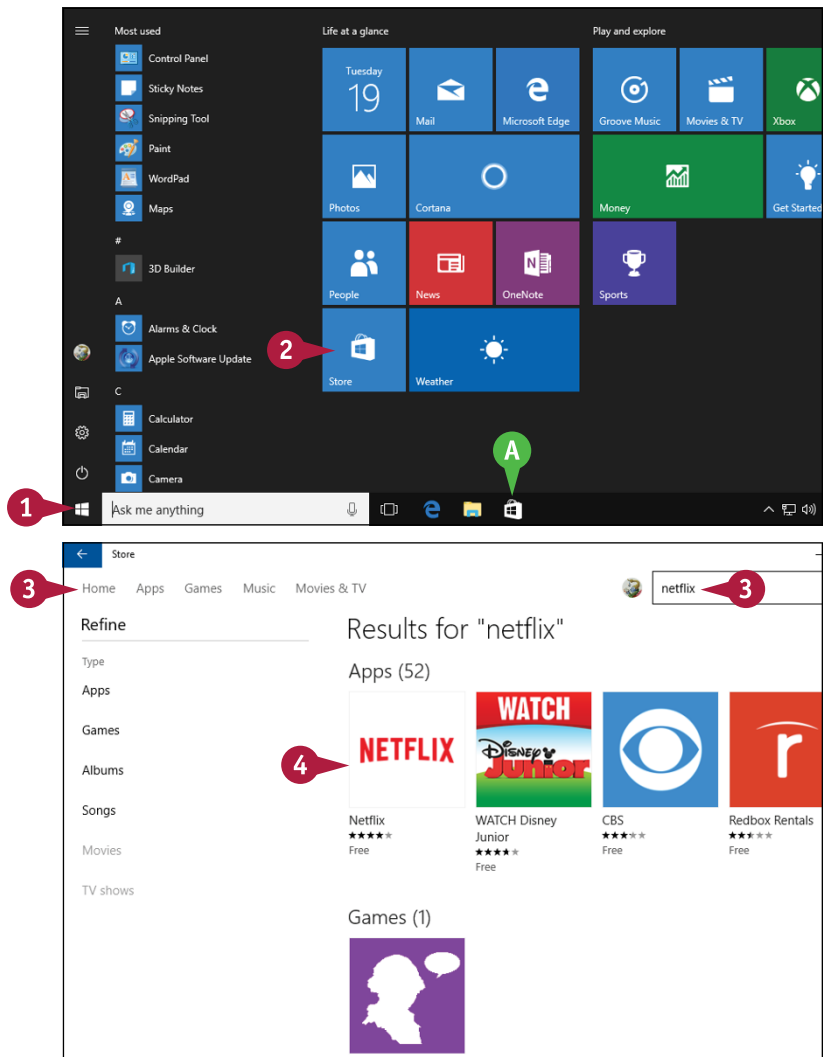 Most used
Life at a glance
Play and explore
Control Panel
Sticky Notes
Snipping Tool
Paint
WordPad
Maps
#
3D Builder
A
Alarms & Clock
Apple Software Update
C
Calculator
Calendar
Camera
Tuesday
19
Mail
Microsoft Edge
Groove Music
Movies & TV
Xbox
Photos
Cortana
Money
Get Started
People
News
N
OneNote
Sports
2
Store
Weather
A
1
Ask me anything
Store
3
Home Apps Games Music Movies & TV
netflix
3
Refine
Type
Apps
Games
Albums
Songs
Movies
TV shows
Results for "netflix"
Apps (52)
4
NETFLIX
WATCH
Disney
Junior
r
Netflix
Free
WATCH Disney
Junior
Free
CBS
Free
Redbox Rentals
Free
Games (1)